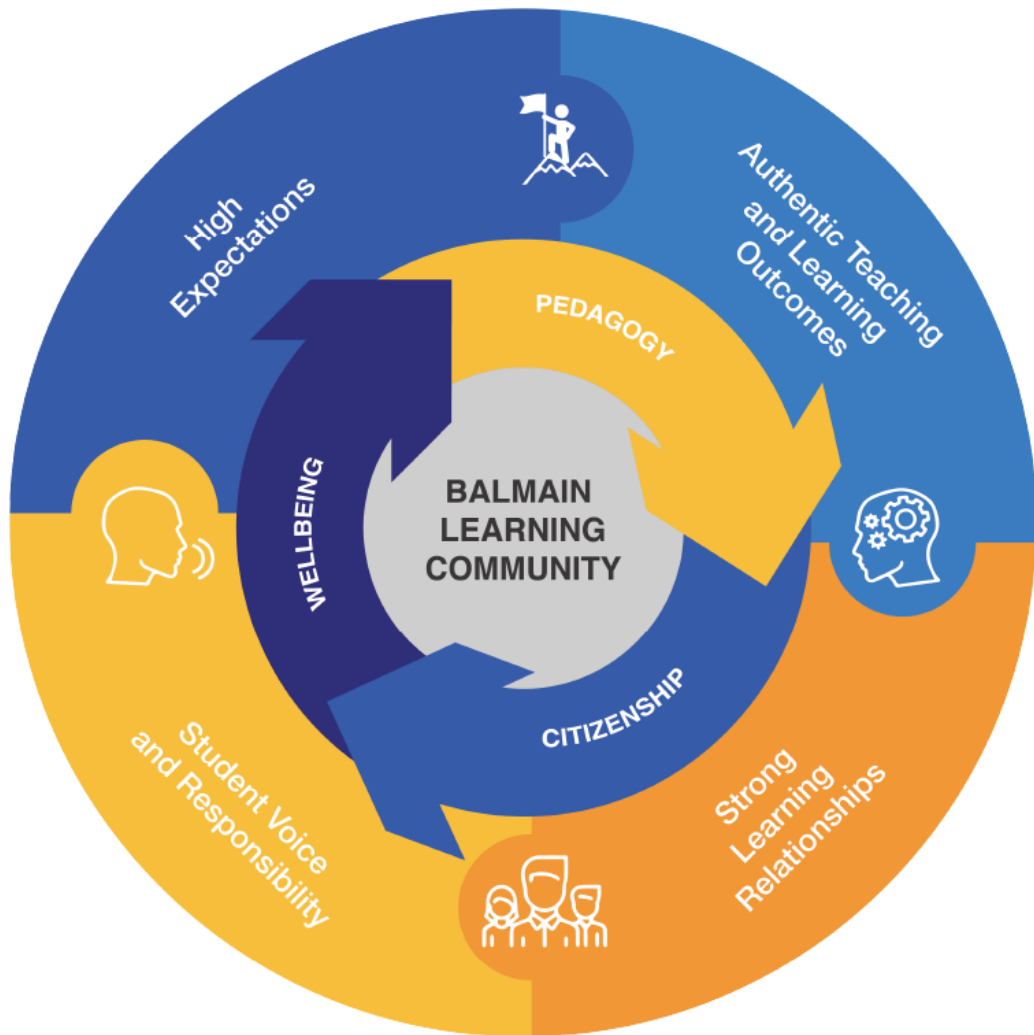 High
Expectations
Authentic Teaching
and Learning
Outcomes
PEDAGOGY
WELLBEING
BALMAIN
LEARNING
COMMUNITY
CITIZENSHIP
Student Voice
and Responsibility
Strong
Learning
Relationships